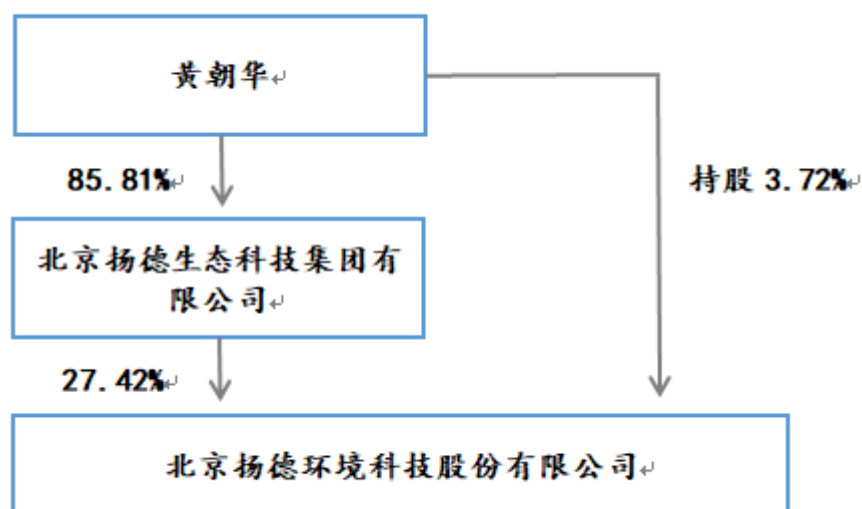 黄朝华
85.81%
持股 3.72%
北京扬德生态科技集团有
限公司
27.42%
北京扬德环境科技股份有限公司